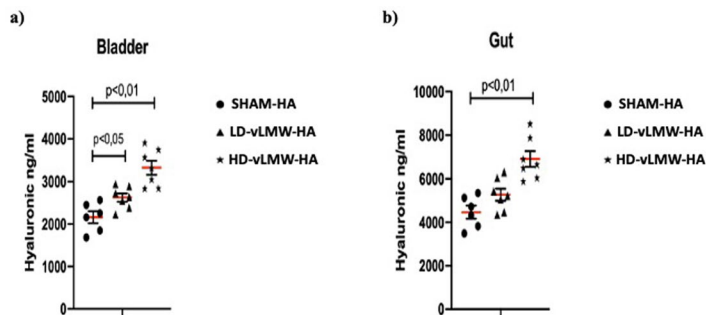 a)
Bladder
Hyaluronic ng/ml
5000
4000
3000
2000
1000
0
p<0,01
p<0,05
SHAM-HA
LD-vLMW-HA
HD-vLMW-HA
b)
Gut
Hyaluronic ng/ml
10000
8000
6000
4000
2000
0
p<0,01
SHAM-HA
LD-vLMW-HA
HD-vLMW-HA